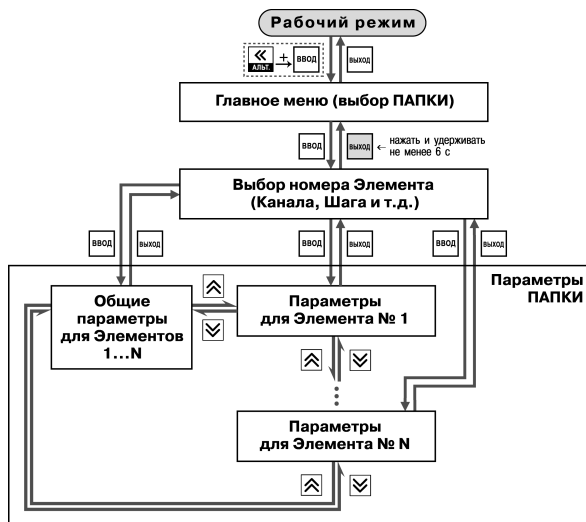 Рабочий режим
«
АЛЬТ.
+
ВВОД
ВЫХОД
Главное меню (выбор ПАПКИ)
ВВОД
ВЫХОД
← нажать и удерживать
не менее 6 с
Выбор номера Элемента
(Канала, Шага и т.д.)
ВВОД
ВЫХОД
ВВОД
ВЫХОД
ВВОД
ВЫХОД
Параметры
ПАПКИ
Общие
параметры
для Элементов
1...N
Параметры
для Элемента № 1
Параметры
для Элемента № N